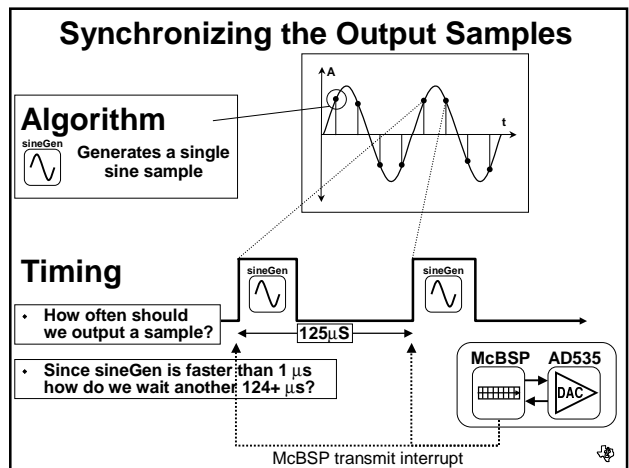 Synchronizing the Output Samples
A
t
Algorithm
sineGen
Generates a single
sine sample
Timing
sineGen
sineGen
• How often should
we output a sample?
125μS
• Since sineGen is faster than 1 μs
how do we wait another 124+ μs?
McBSP
AD535
DAC
McBSP transmit interrupt